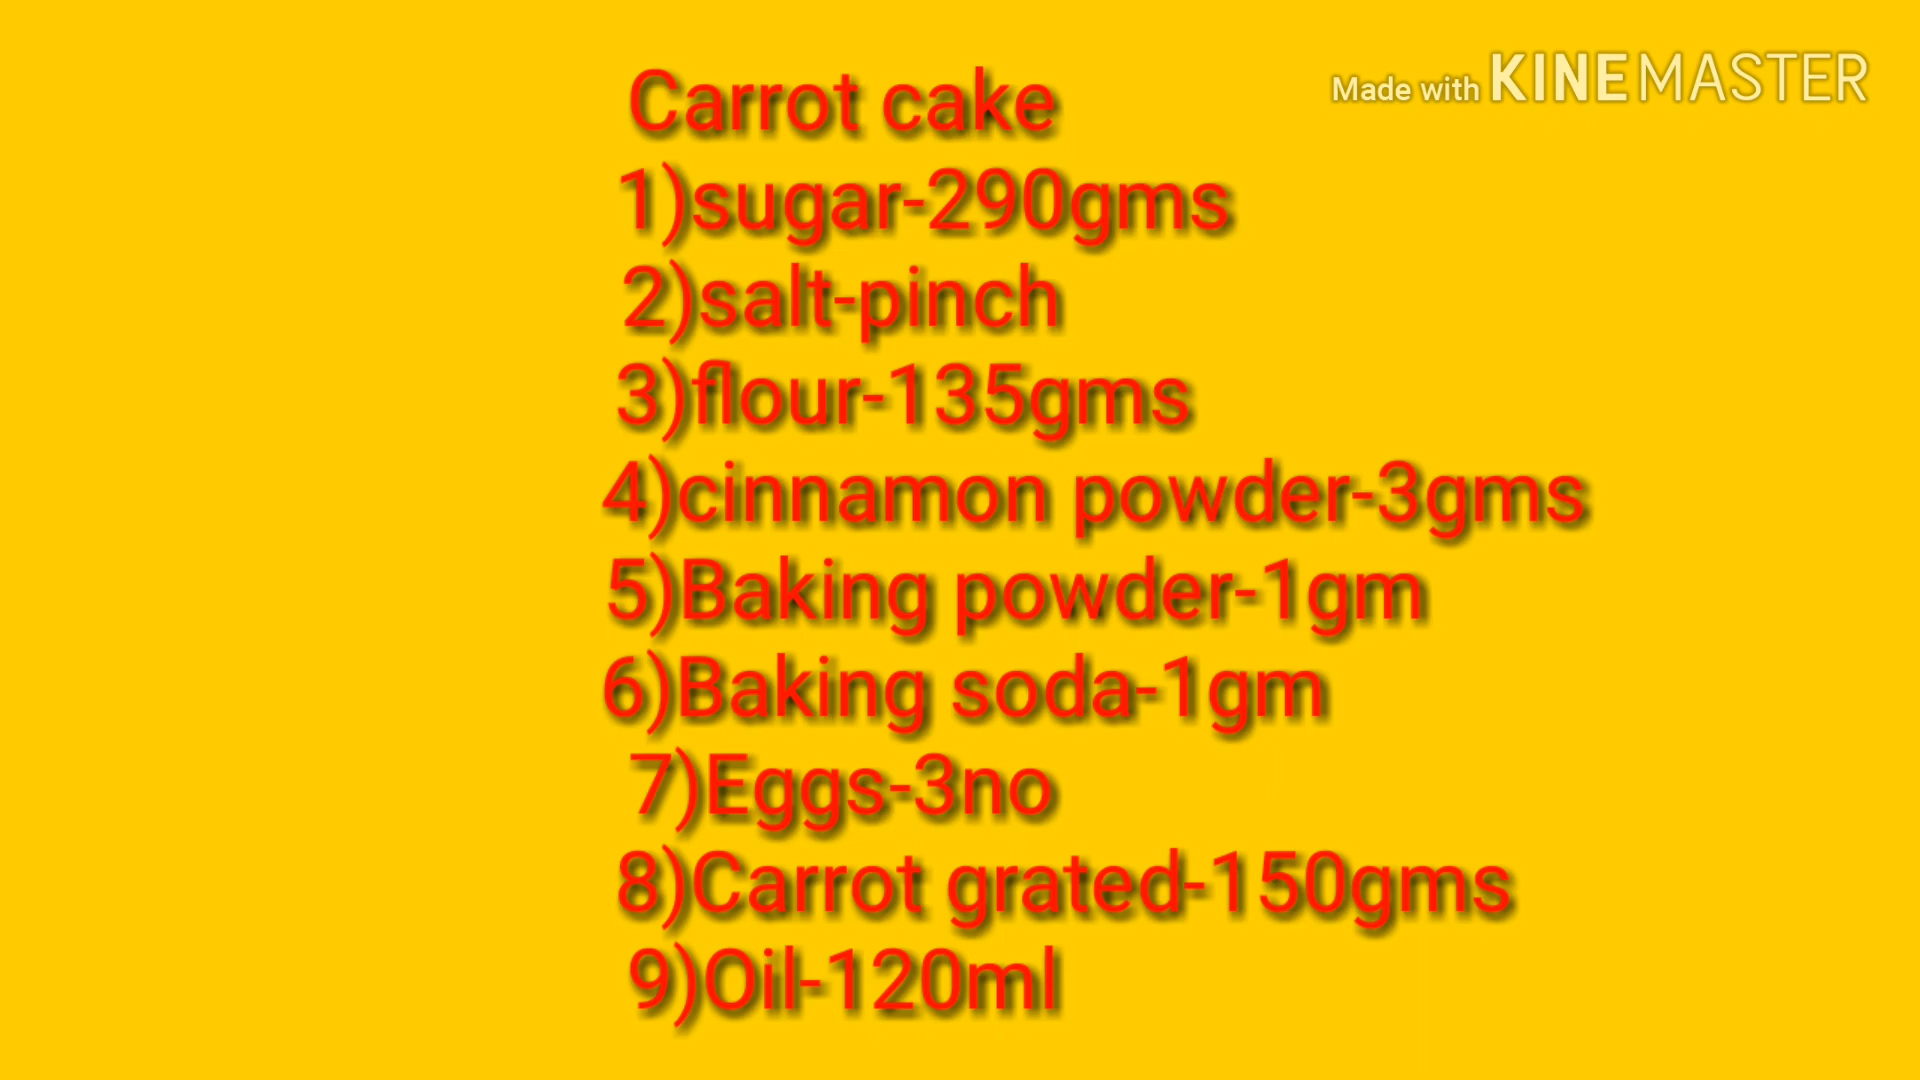 Carrot cake
Made with KINEMASTER
1)sugar-290gms
2)salt-pinch
3)flour-135gms
4)cinnamon powder-3gms
5)Baking powder-1gm
6)Baking soda-1gm
7)Eggs-3no
8)Carrot grated-150gms
9)Oil-120ml